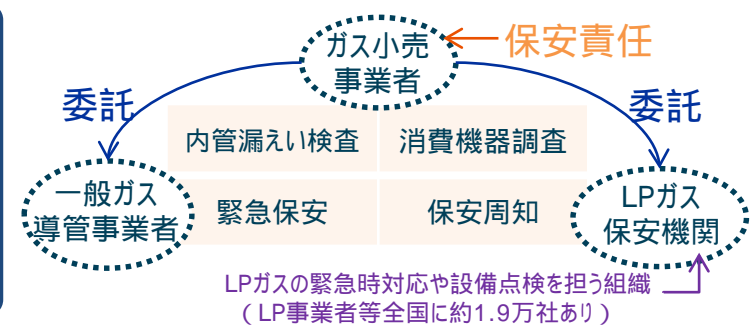 ガス小売
事業者
保安責任
委託
委託
内管漏えい検査
消費機器調査
一般ガス
導管事業者
緊急保安
保安周知
LPガス
保安機関
LPガスの緊急時対応や設備点検を担う組織
（LP事業者等全国に約1.9万社あり）